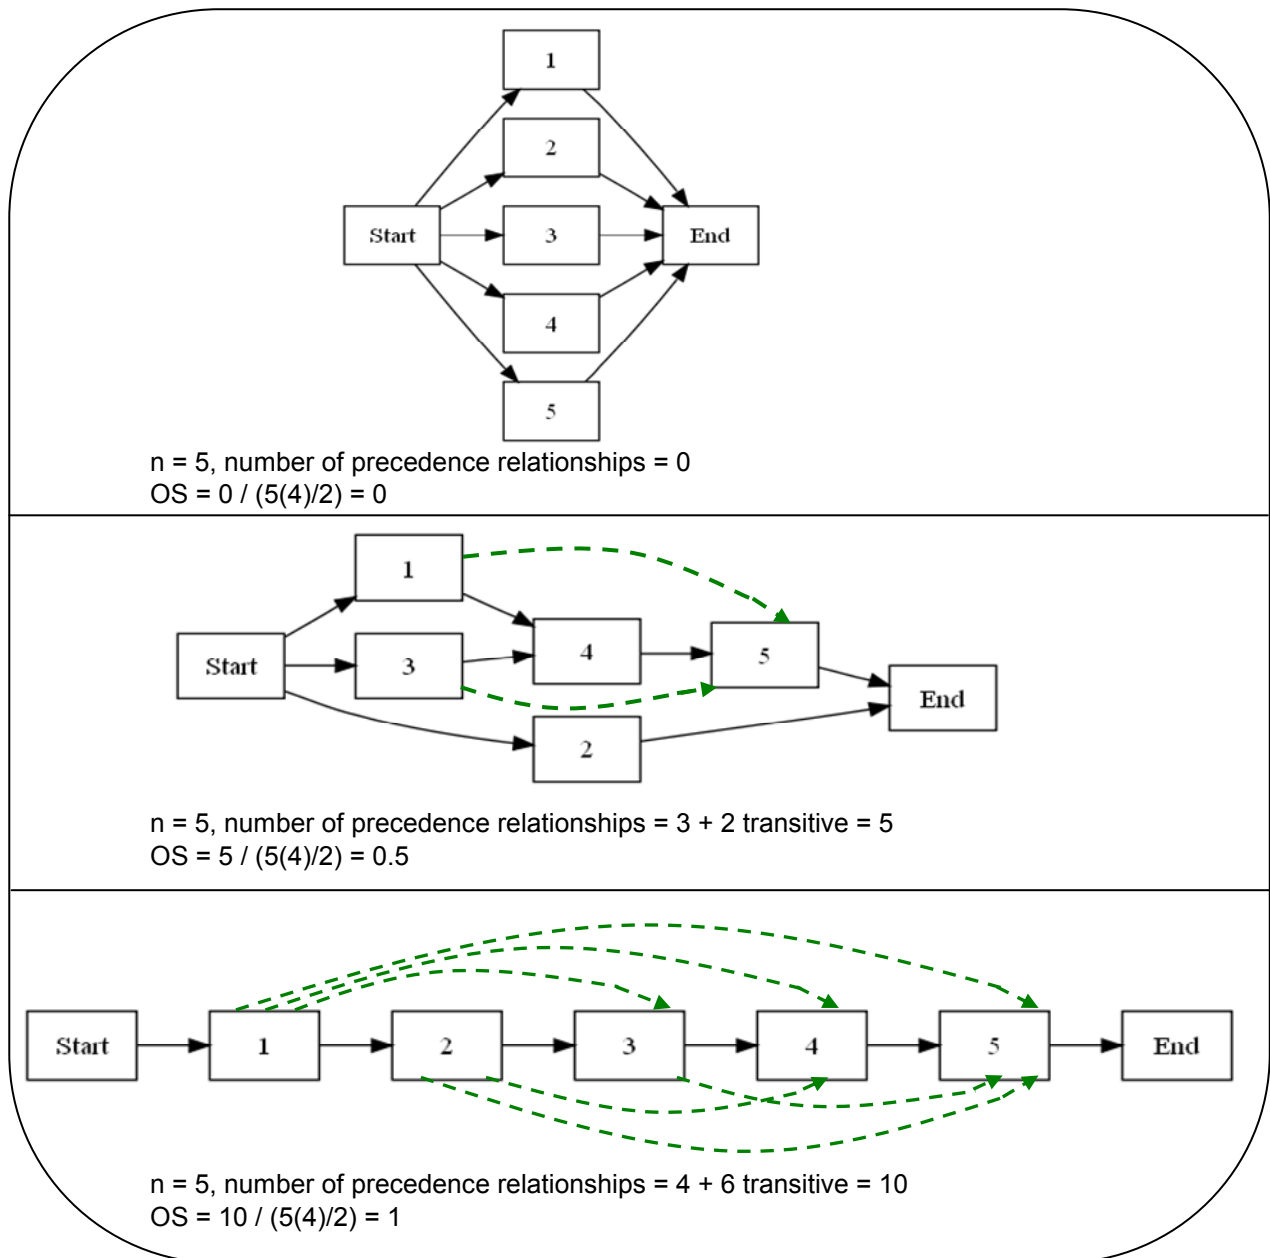 1
2
Start
3
End
4
5
n = 5, number of precedence relationships = 0
OS = 0 / (5(4)/2) = 0
1
Start
3
4
5
End
2
n = 5, number of precedence relationships = 3 + 2 transitive = 5
OS = 5 / (5(4)/2) = 0.5
Start
1
2
3
4
5
End
n = 5, number of precedence relationships = 4 + 6 transitive = 10
OS = 10 / (5(4)/2) = 1